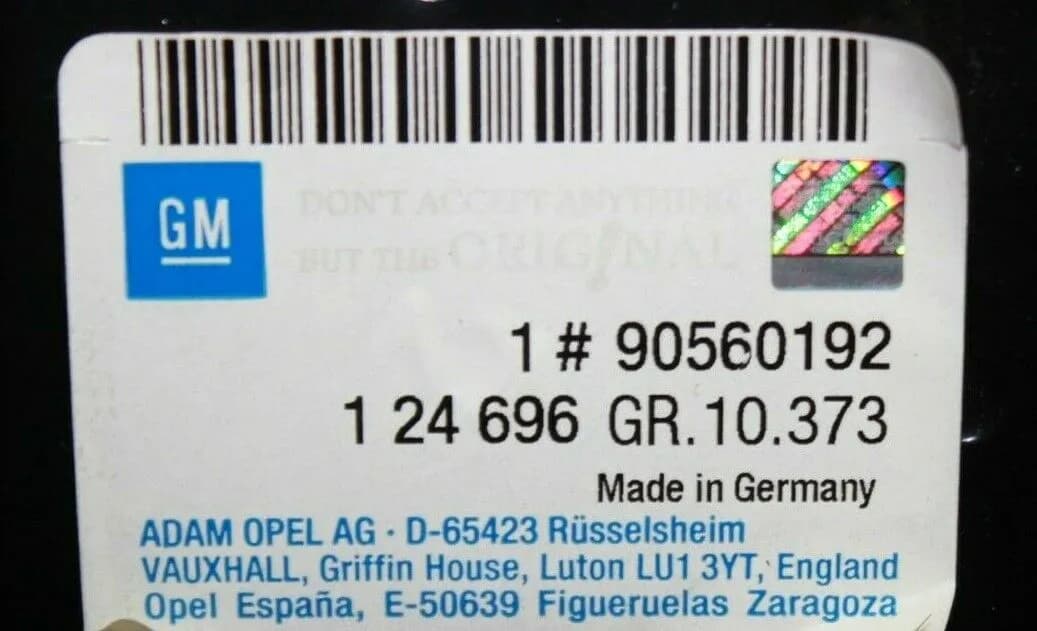 GM
DON'T ACCEPT ANYTHING
BUT THE ORIGINAL
1 # 90560192
1 24 696 GR.10.373
Made in Germany
ADAM OPEL AG · D-65423 Rüsselsheim
VAUXHALL, Griffin House, Luton LU1 3YT, England
Opel España, E-50639 Figueruelas Zaragoza